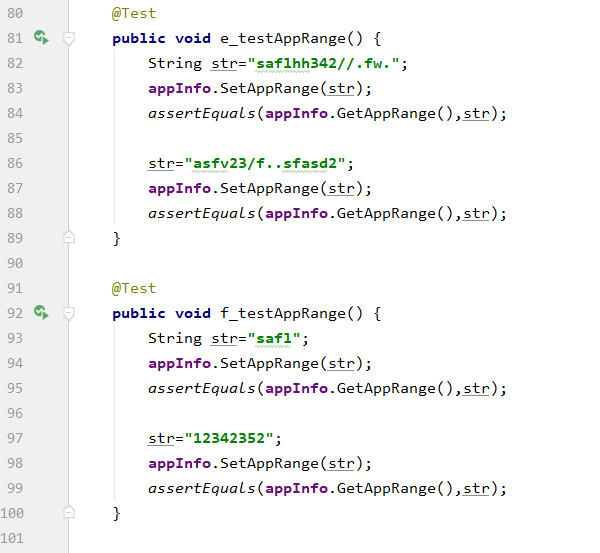 80 @Test
81 public void e_testAppRange() {
82 String str="saflhh342//.fw.";
83 appInfo.SetAppRange(str);
84 assertEquals(appInfo.GetAppRange(),str);
85
86 str="asfv23/f..sfasd2";
87 appInfo.SetAppRange(str);
88 assertEquals(appInfo.GetAppRange(),str);
89 }
90
91 @Test
92 public void f_testAppRange() {
93 String str="safl";
94 appInfo.SetAppRange(str);
95 assertEquals(appInfo.GetAppRange(),str);
96
97 str="12342352";
98 appInfo.SetAppRange(str);
99 assertEquals(appInfo.GetAppRange(),str);
100 }
101